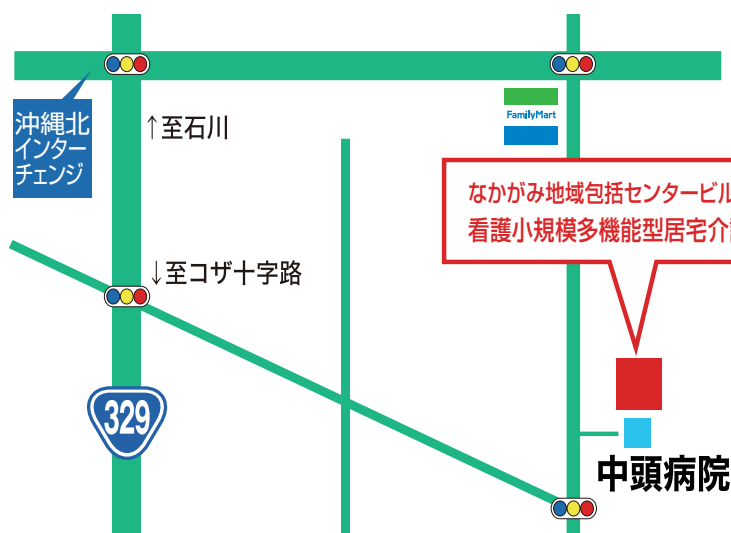 沖縄北
インター
チェンジ
↑至石川
FamilyMart
なかがみ地域包括センタービル
看護小規模多機能型居宅介
↓至コザ十字路
329
中頭病院